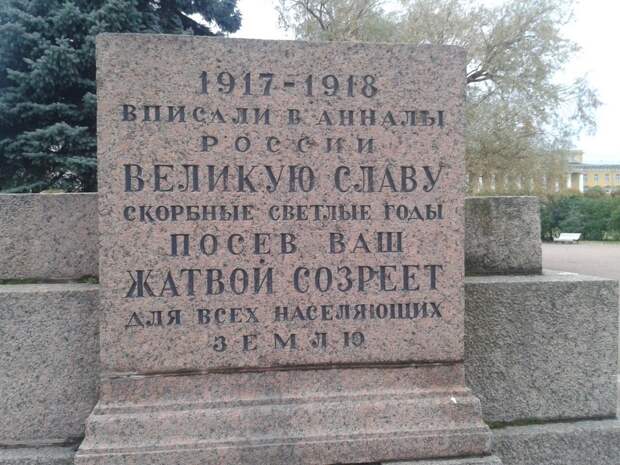 1917-1918
ВПИСАЛИ В АННАЛЫ
РОССИИ
ВЕЛИКУЮ СЛАВУ
СКОРБНЫЕ СВЕТЛЫЕ ГОДЫ
ПОСЕВ ВАШ
ЖАТВОЙ СОЗРЕЕТ
ДЛЯ ВСЕХ НАСЕЛЯЮЩИХ
ЗЕМЛЮ